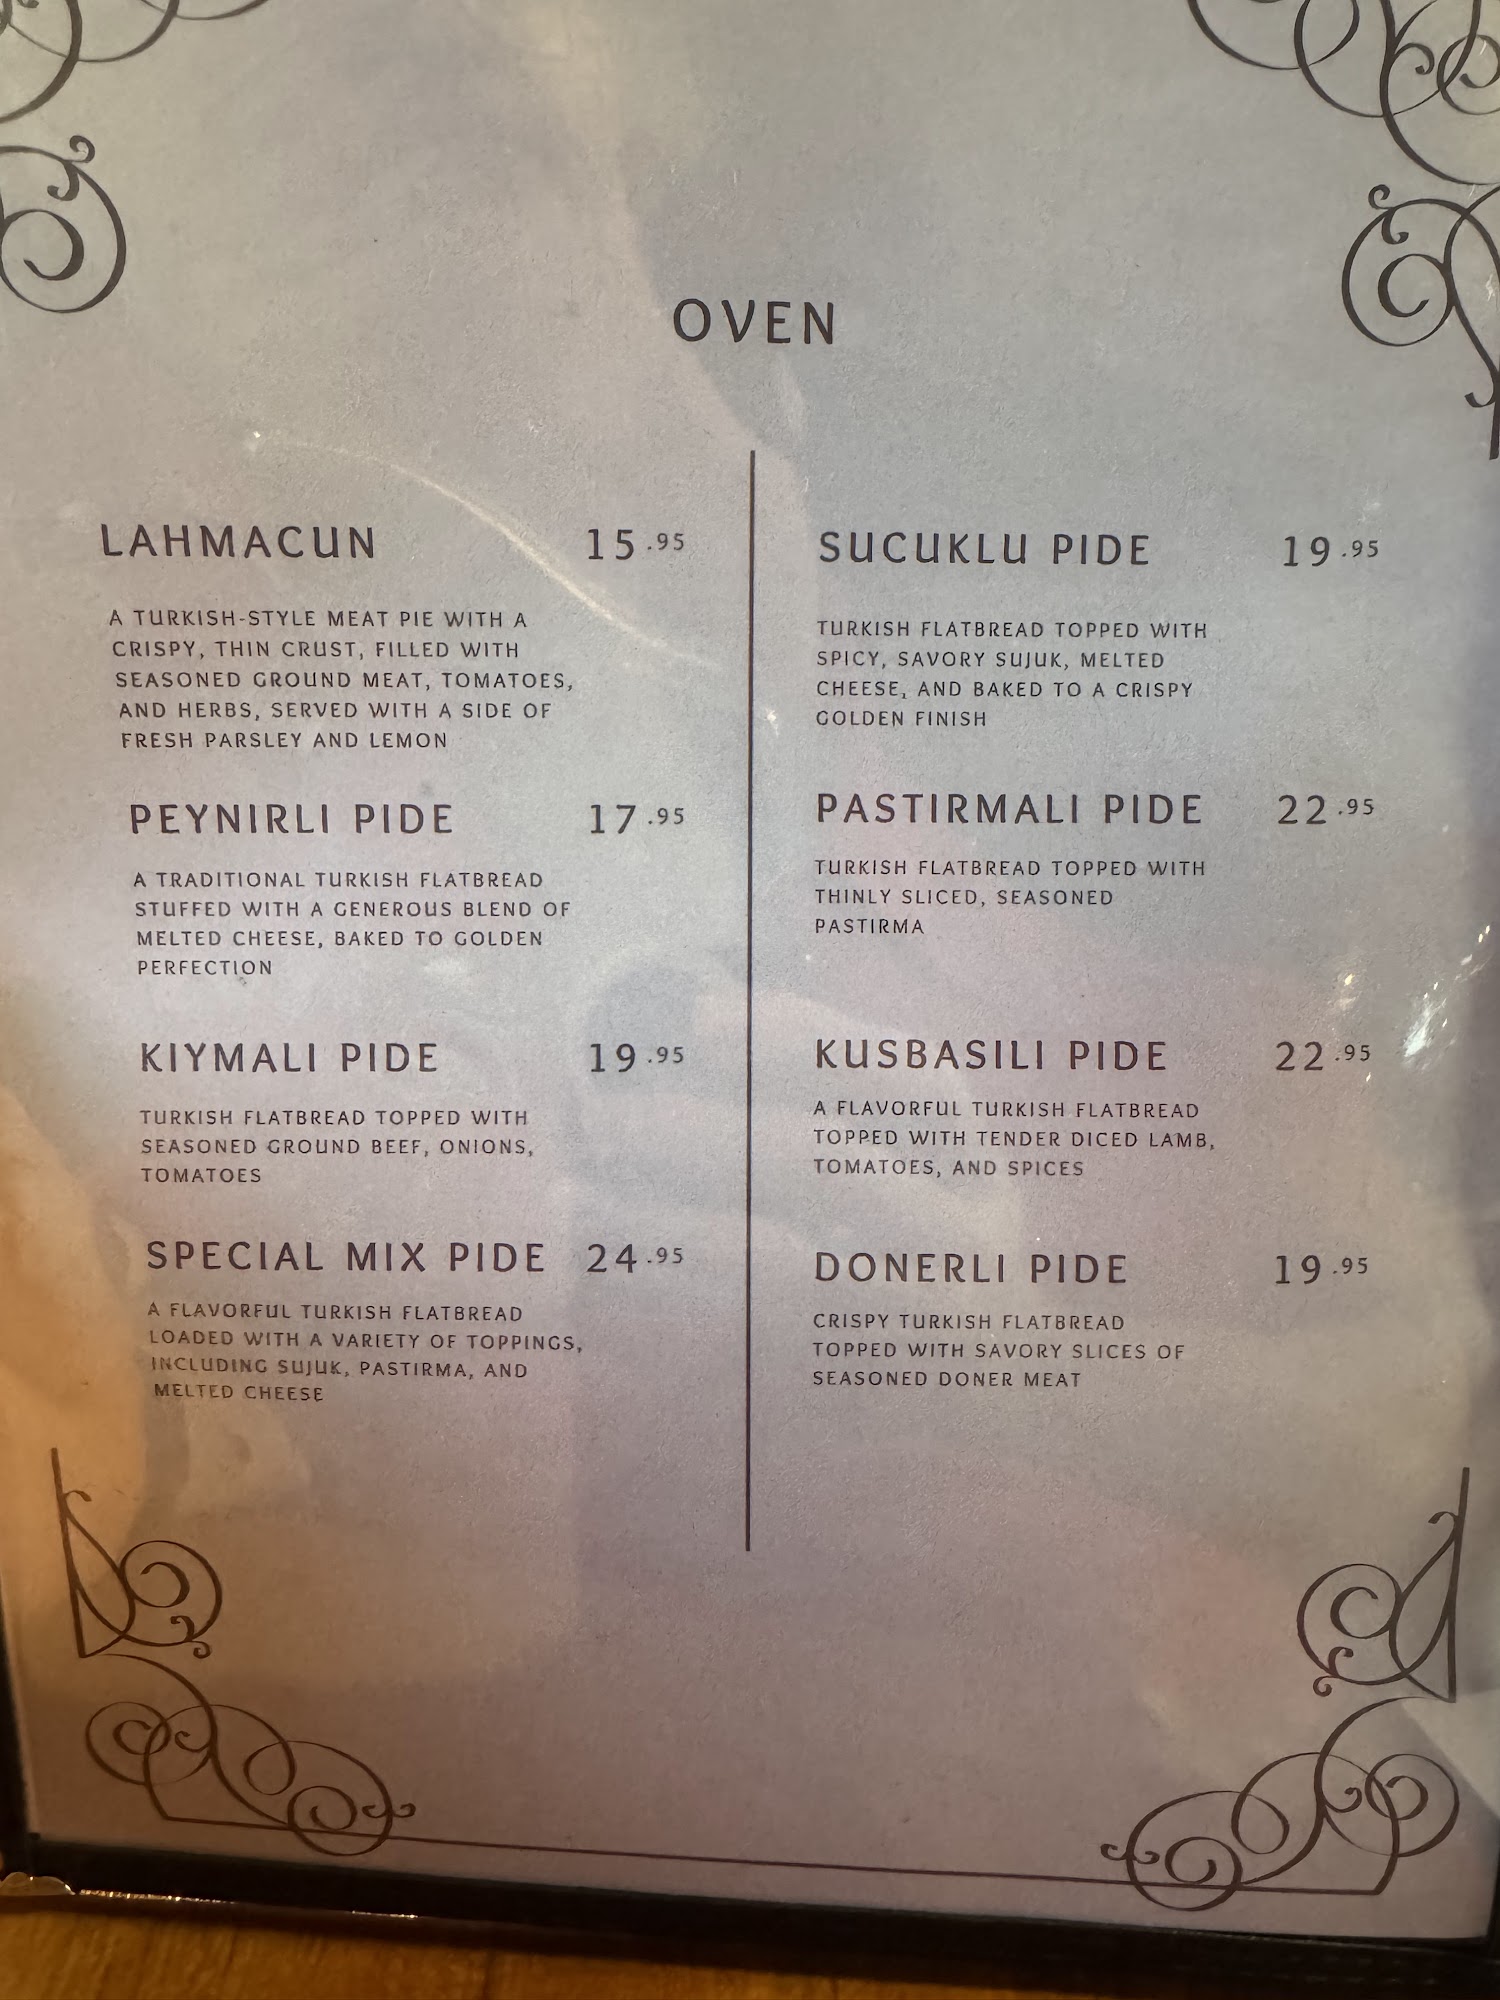 OVEN
LAHMACUN 15.95
A TURKISH-STYLE MEAT PIE WITH A
CRISPY, THIN CRUST, FILLED WITH
SEASONED GROUND MEAT, TOMATOES,
AND HERBS, SERVED WITH A SIDE OF
FRESH PARSLEY AND LEMON
PEYNIRLI PIDE 17.95
A TRADITIONAL TURKISH FLATBREAD
STUFFED WITH A GENEROUS BLEND OF
MELTED CHEESE, BAKED TO GOLDEN
PERFECTION
KIYMALI PIDE 19.95
TURKISH FLATBREAD TOPPED WITH
SEASONED GROUND BEEF, ONIONS,
TOMATOES
SPECIAL MIX PIDE 24.95
A FLAVORFUL TURKISH FLATBREAD
LOADED WITH A VARIETY OF TOPPINGS,
INCLUDING SUJUK, PASTIRMA, AND
MELTED CHEESE
SUCUKLU PIDE 19.95
TURKISH FLATBREAD TOPPED WITH
SPICY, SAVORY SUJUK, MELTED
CHEESE, AND BAKED TO A CRISPY
GOLDEN FINISH
PASTIRMALI PIDE 22.95
TURKISH FLATBREAD TOPPED WITH
THINLY SLICED, SEASONED
PASTIRMA
KUSBASILI PIDE 22.95
A FLAVORFUL TURKISH FLATBREAD
TOPPED WITH TENDER DICED LAMB,
TOMATOES, AND SPICES
DONERLI PIDE 19.95
CRISPY TURKISH FLATBREAD
TOPPED WITH SAVORY SLICES OF
SEASONED DONER MEAT